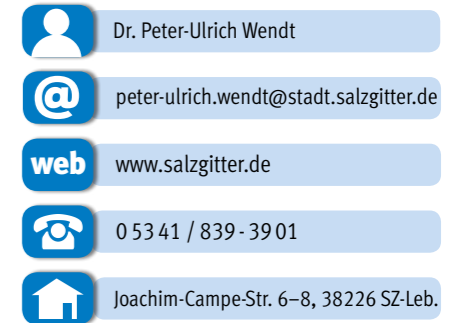 Dr. Peter-Ulrich Wendt
@ peter-ulrich.wendt@stadt.salzgitter.de
web www.salzgitter.de
0 53 41 / 839 - 39 01
Joachim-Campe-Str. 6–8, 38226 SZ-Leb.